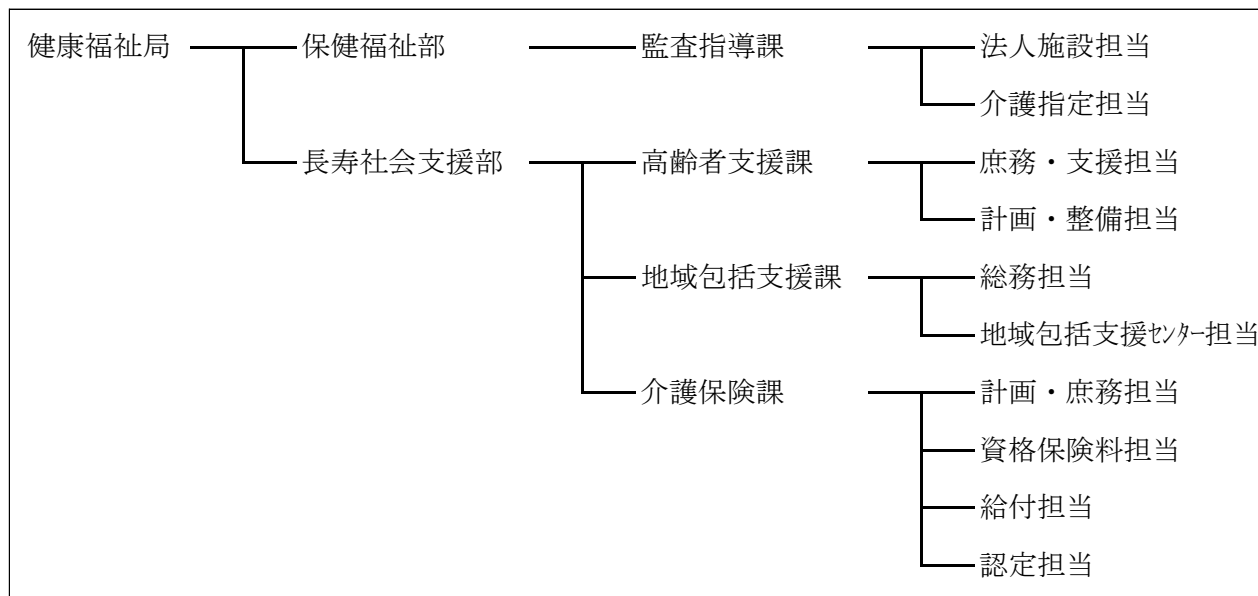 健康福祉局 保健福祉部 監査指導課 法人施設担当
介護指定担当
長寿社会支援部 高齢者支援課 庶務・支援担当
計画・整備担当
地域包括支援課 総務担当
地域包括支援ｾﾝﾀｰ担当
介護保険課 計画・庶務担当
資格保険料担当
給付担当
認定担当